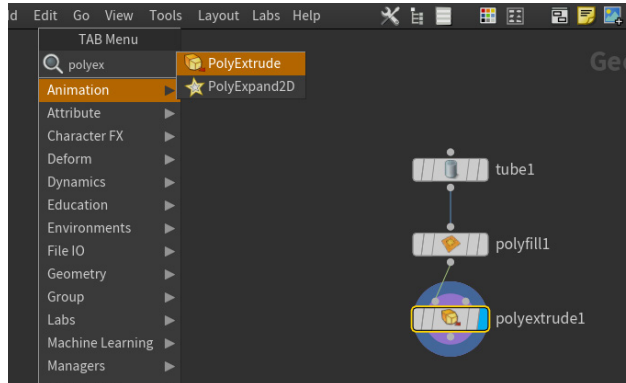 Edit Go View Tools Layout Labs Help
TAB Menu
polyex
PolyExtrude
PolyExpand2D
Animation
Attribute
Character FX
Deform
Dynamics
Education
Environments
File IO
Geometry
Group
Labs
Machine Learning
Managers
tube1
polyfill1
polyextrude1